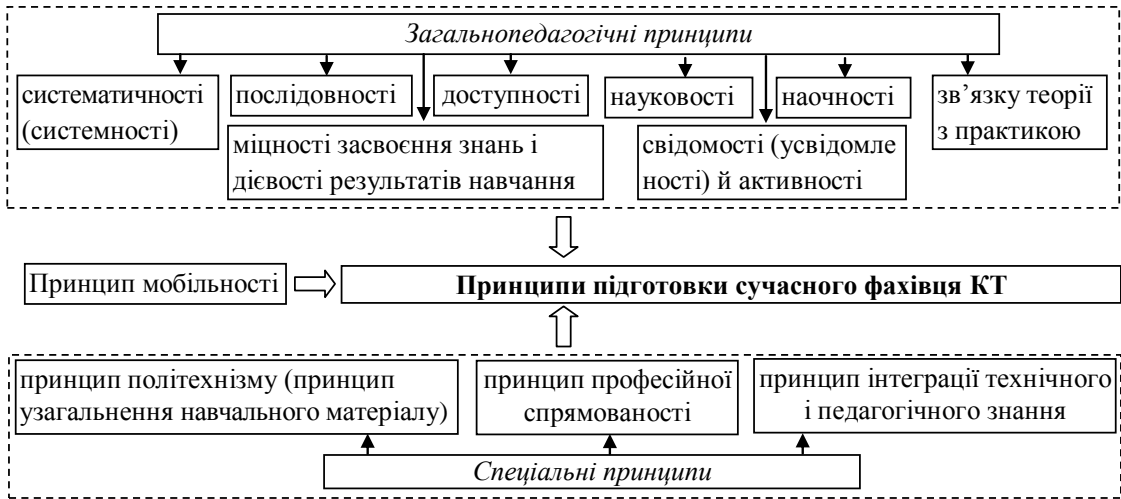 Загальнопедагогічні принципи
систематичності
(системності)
послідовності
доступності
науковості
наочності
зв’язку теорії
з практикою
міцності засвоєння знань і
дієвості результатів навчання
свідомості (усвідомле
ності) й активності
Принцип мобільності
Принципи підготовки сучасного фахівця КТ
принцип політехнізму (принцип
узагальнення навчального матеріалу)
принцип професійної
спрямованості
принцип інтеграції технічного
і педагогічного знання
Спеціальні принципи